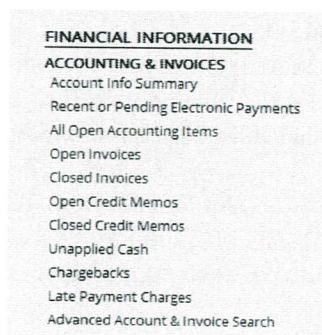 FINANCIAL INFORMATION
ACCOUNTING & INVOICES
Account Info Summary
Recent or Pending Electronic Payments
All Open Accounting Items
Open Invoices
Closed Invoices
Open Credit Memos
Closed Credit Memos
Unapplied Cash
Chargebacks
Late Payment Charges
Advanced Account & Invoice Search